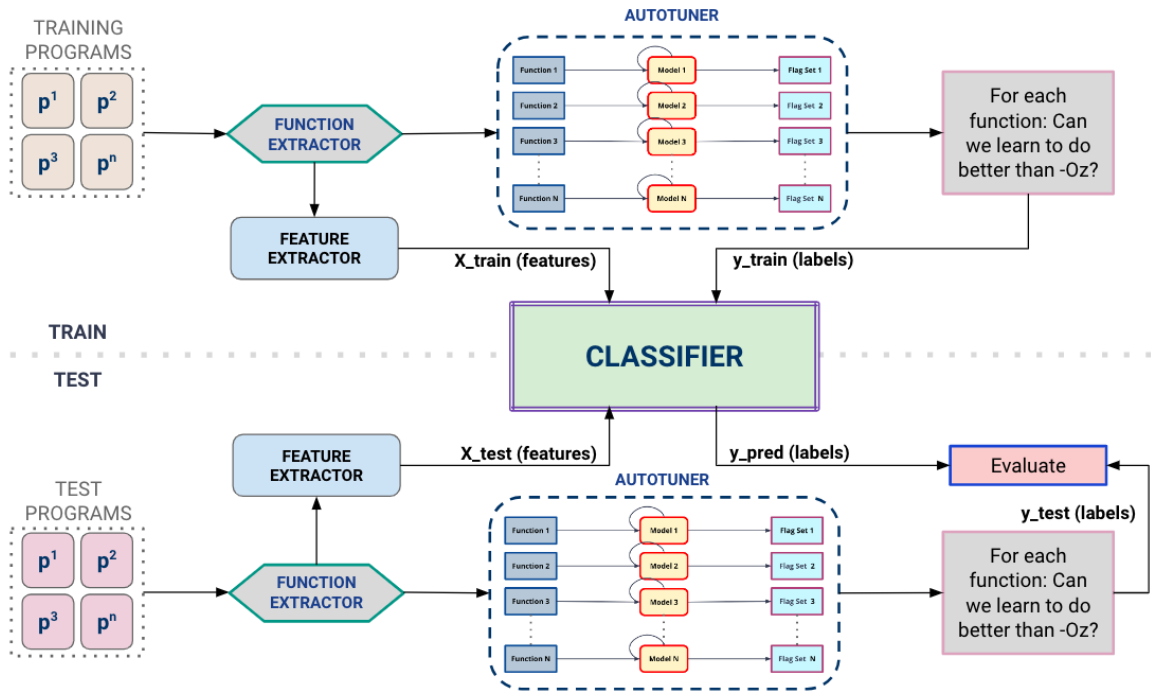 TRAINING
PROGRAMS
p1
p2
p3
pn
FUNCTION
EXTRACTOR
FEATURE
EXTRACTOR
AUTOTUNER
Function 1
Model 1
Flag Set 1
Function 2
Model 2
Flag Set 2
Function 3
Model 3
Flag Set 3
Function N
Model N
Flag Set N
For each
function: Can
we learn to do
better than -Oz?
X_train (features)
y_train (labels)
TRAIN
CLASSIFIER
TEST
X_test (features)
y_pred (labels)
FEATURE
EXTRACTOR
Evaluate
y_test (labels)
TEST
PROGRAMS
p1
p2
p3
pn
FUNCTION
EXTRACTOR
AUTOTUNER
Function 1
Model 1
Flag Set 1
Function 2
Model 2
Flag Set 2
Function 3
Model 3
Flag Set 3
Function N
Model N
Flag Set N
For each
function: Can
we learn to do
better than -Oz?